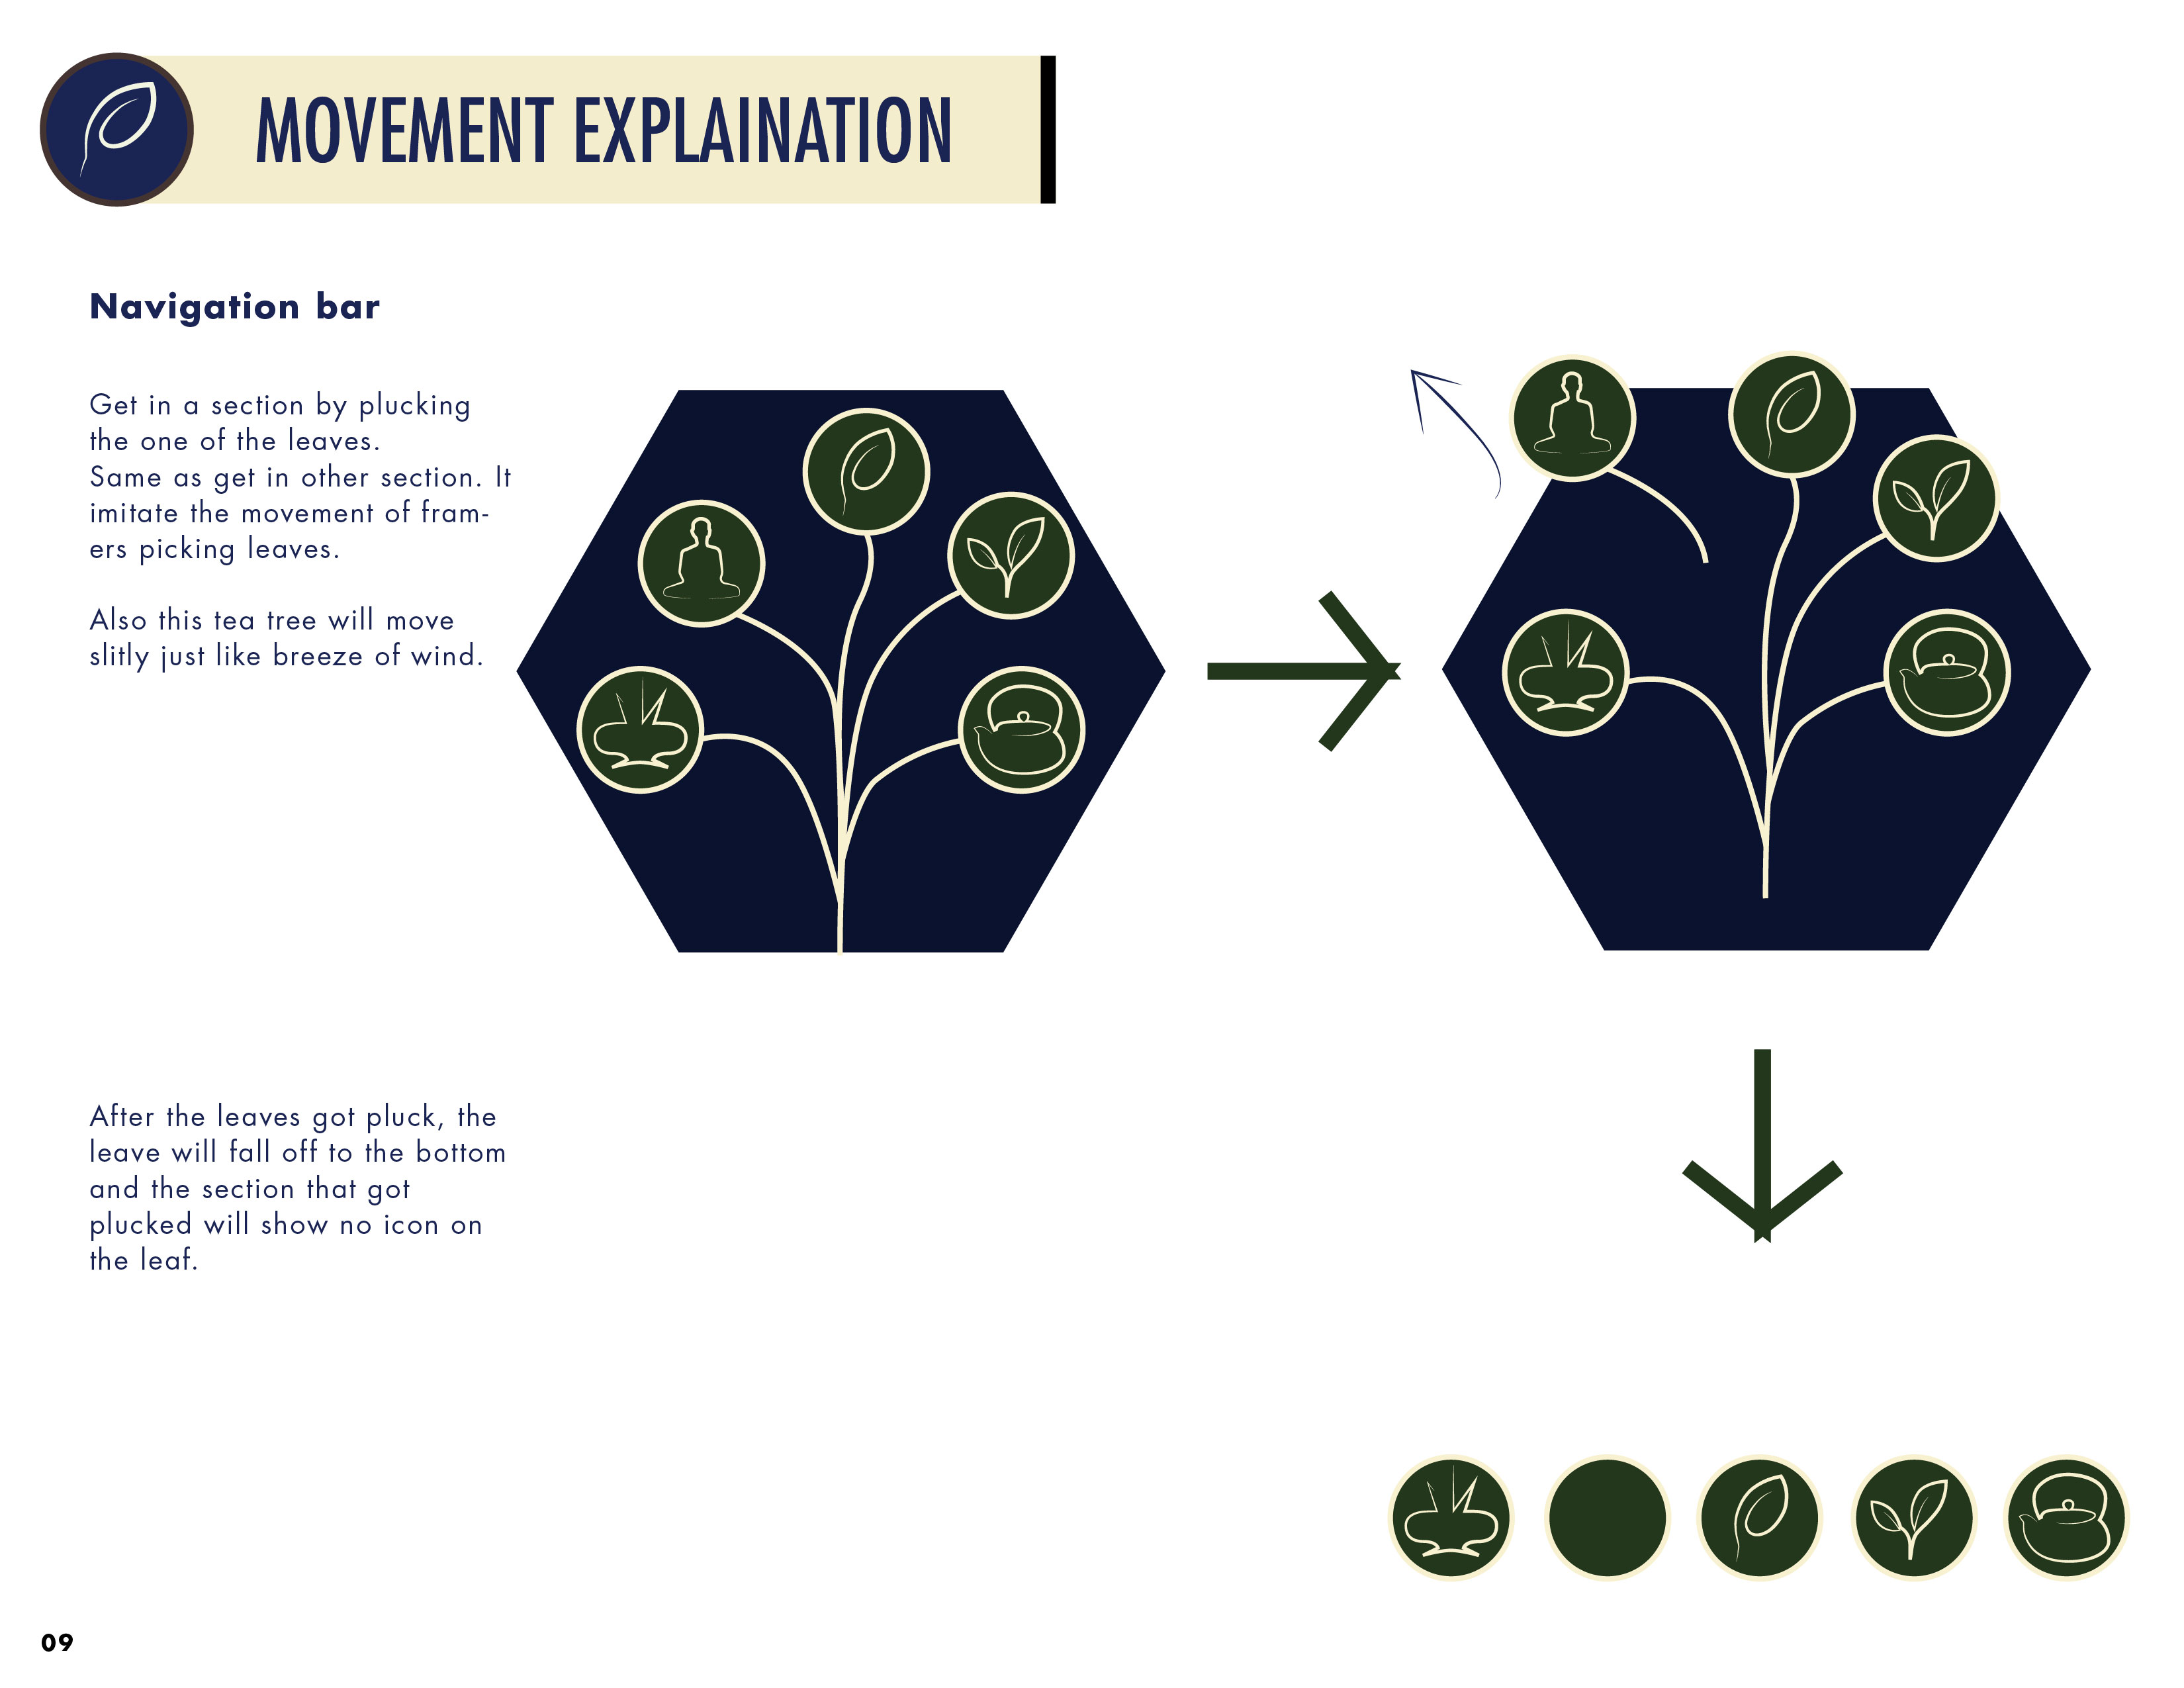 MOVEMENT EXPLAINATION
Navigation bar
Get in a section by plucking
the one of the leaves.
Same as get in other section. It
imitate the movement of fram-
ers picking leaves.
Also this tea tree will move
slitly just like breeze of wind.
After the leaves got pluck, the
leave will fall off to the bottom
and the section that got
plucked will show no icon on
the leaf.
09